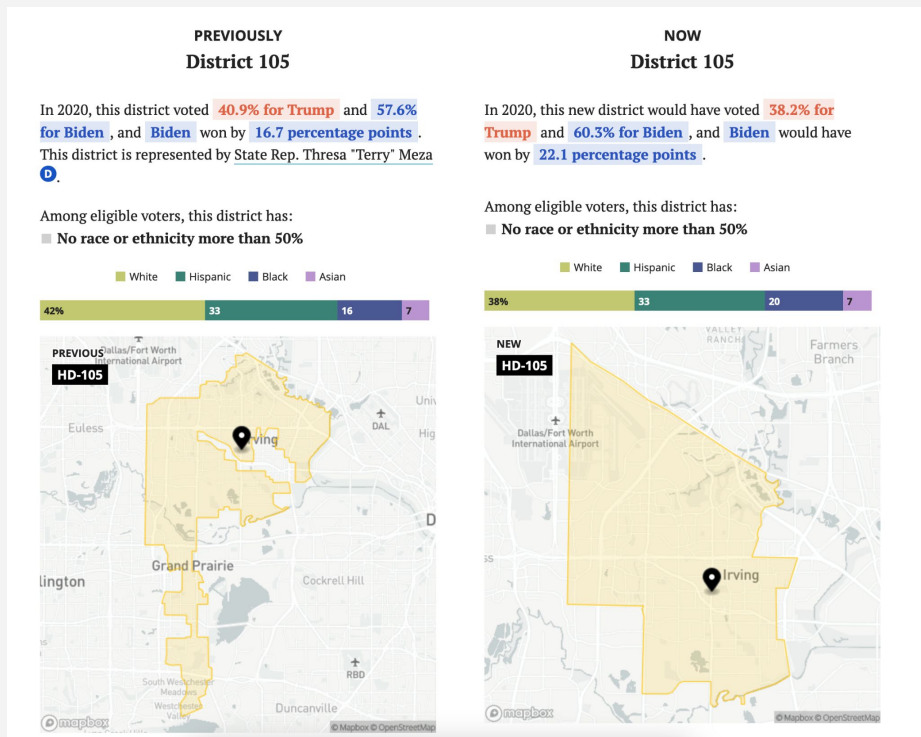 PREVIOUSLY
District 105
In 2020, this district voted 40.9% for Trump and 57.6%
for Biden , and Biden won by 16.7 percentage points .
This district is represented by State Rep. Thresa "Terry" Meza
D .
Among eligible voters, this district has:
No race or ethnicity more than 50%
White Hispanic Black Asian
42% 33 16 7
PREVIOUS
HD-105
Dallas/Fort Worth
International Airport
Euless
Irving
DAL
Grand Prairie
Cockrell Hill
lington
RBD
South Westchester
Meadows
Westchester
Valley
Duncanville
mapbox
© Mapbox © OpenStreetMap
NOW
District 105
In 2020, this new district would have voted 38.2% for
Trump and 60.3% for Biden , and Biden would have
won by 22.1 percentage points .
Among eligible voters, this district has:
No race or ethnicity more than 50%
White Hispanic Black Asian
38% 33 20 7
NEW
HD-105
VALLEY
RANCH
Farmers
Branch
Dallas/Fort Worth
International Airport
Irving
mapbox
© Mapbox © OpenStreetMap